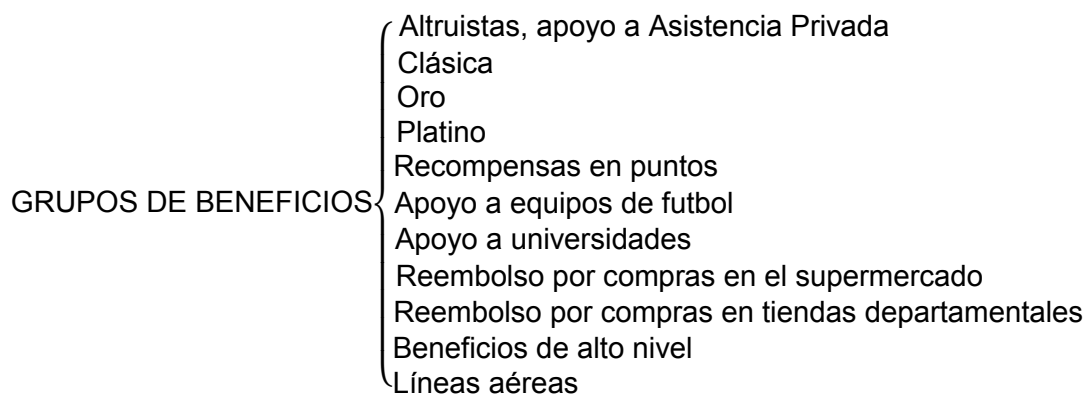 Altruistas, apoyo a Asistencia Privada
Clásica
Oro
Platino
Recompensas en puntos
GRUPOS DE BENEFICIOS
Apoyo a equipos de futbol
Apoyo a universidades
Reembolso por compras en el supermercado
Reembolso por compras en tiendas departamentales
Beneficios de alto nivel
Líneas aéreas